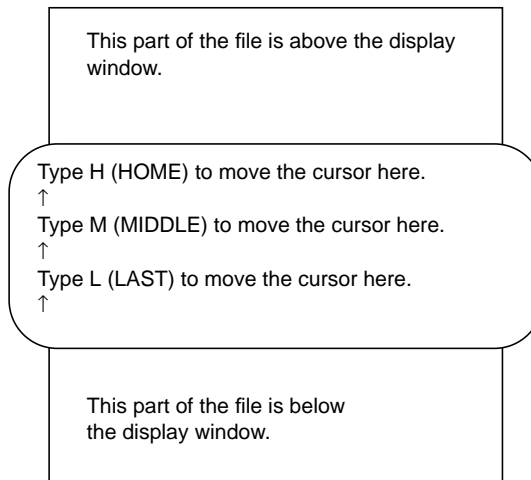 This part of the file is above the display
window.
Type H (HOME) to move the cursor here.
↑
Type M (MIDDLE) to move the cursor here.
↑
Type L (LAST) to move the cursor here.
↑
This part of the file is below
the display window.